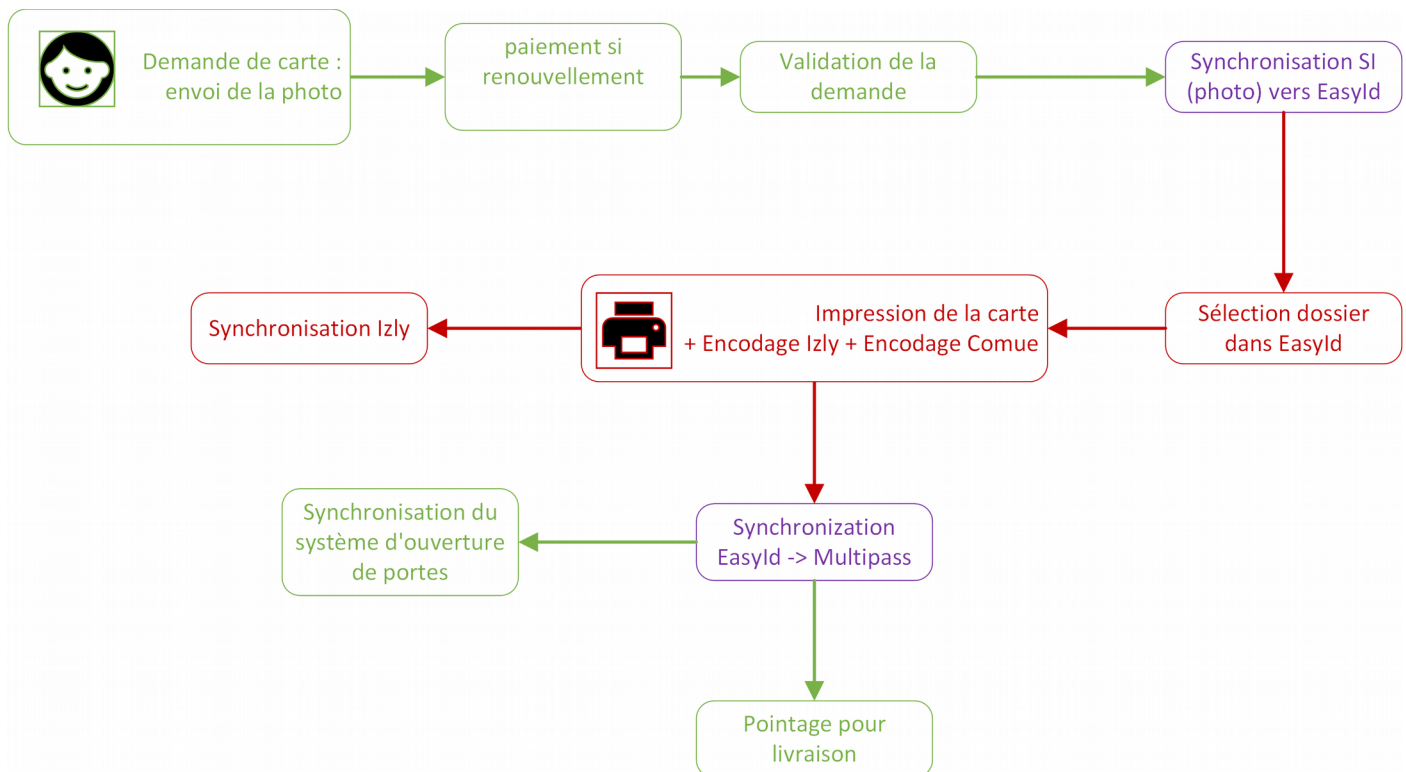 Demande de carte :
envoi de la photo
paiement si
renouvellement
Validation de la
demande
Synchronisation SI
(photo) vers EasyId
Synchronisation Izly
Impression de la carte
+ Encodage Izly + Encodage Comue
Sélection dossier
dans EasyId
Synchronisation du
système d'ouverture
de portes
Synchronization
EasyId -> Multipass
Pointage pour
livraison